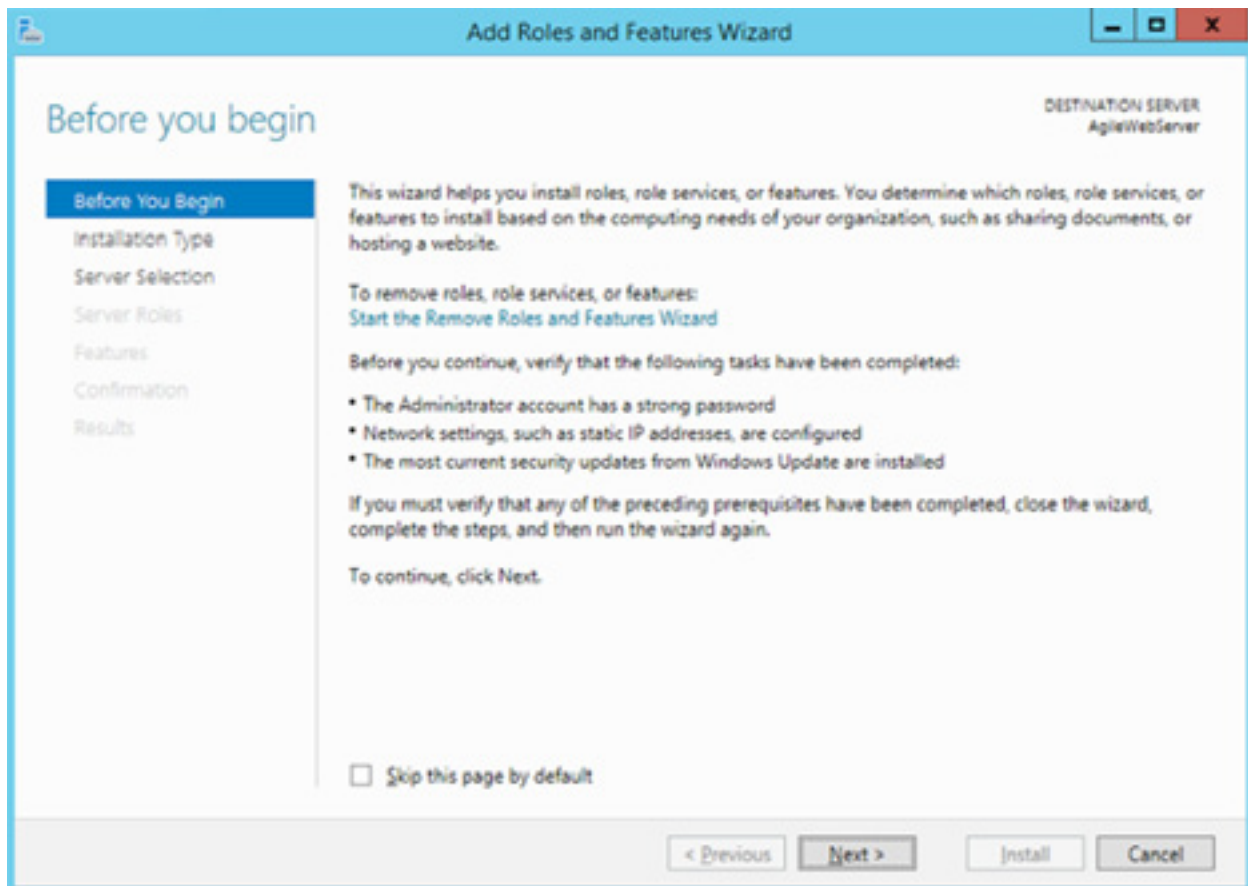 Add Roles and Features Wizard
Before you begin
DESTINATION SERVER
AgileWebServer
Before You Begin
Installation Type
Server Selection
Server Roles
Features
Confirmation
Results
This wizard helps you install roles, role services, or features. You determine which roles, role services, or
features to install based on the computing needs of your organization, such as sharing documents, or
hosting a website.
To remove roles, role services, or features:
Start the Remove Roles and Features Wizard
Before you continue, verify that the following tasks have been completed:
• The Administrator account has a strong password
• Network settings, such as static IP addresses, are configured
• The most current security updates from Windows Update are installed
If you must verify that any of the preceding prerequisites have been completed, close the wizard,
complete the steps, and then run the wizard again.
To continue, click Next.
Skip this page by default
< Previous
Next >
Install
Cancel